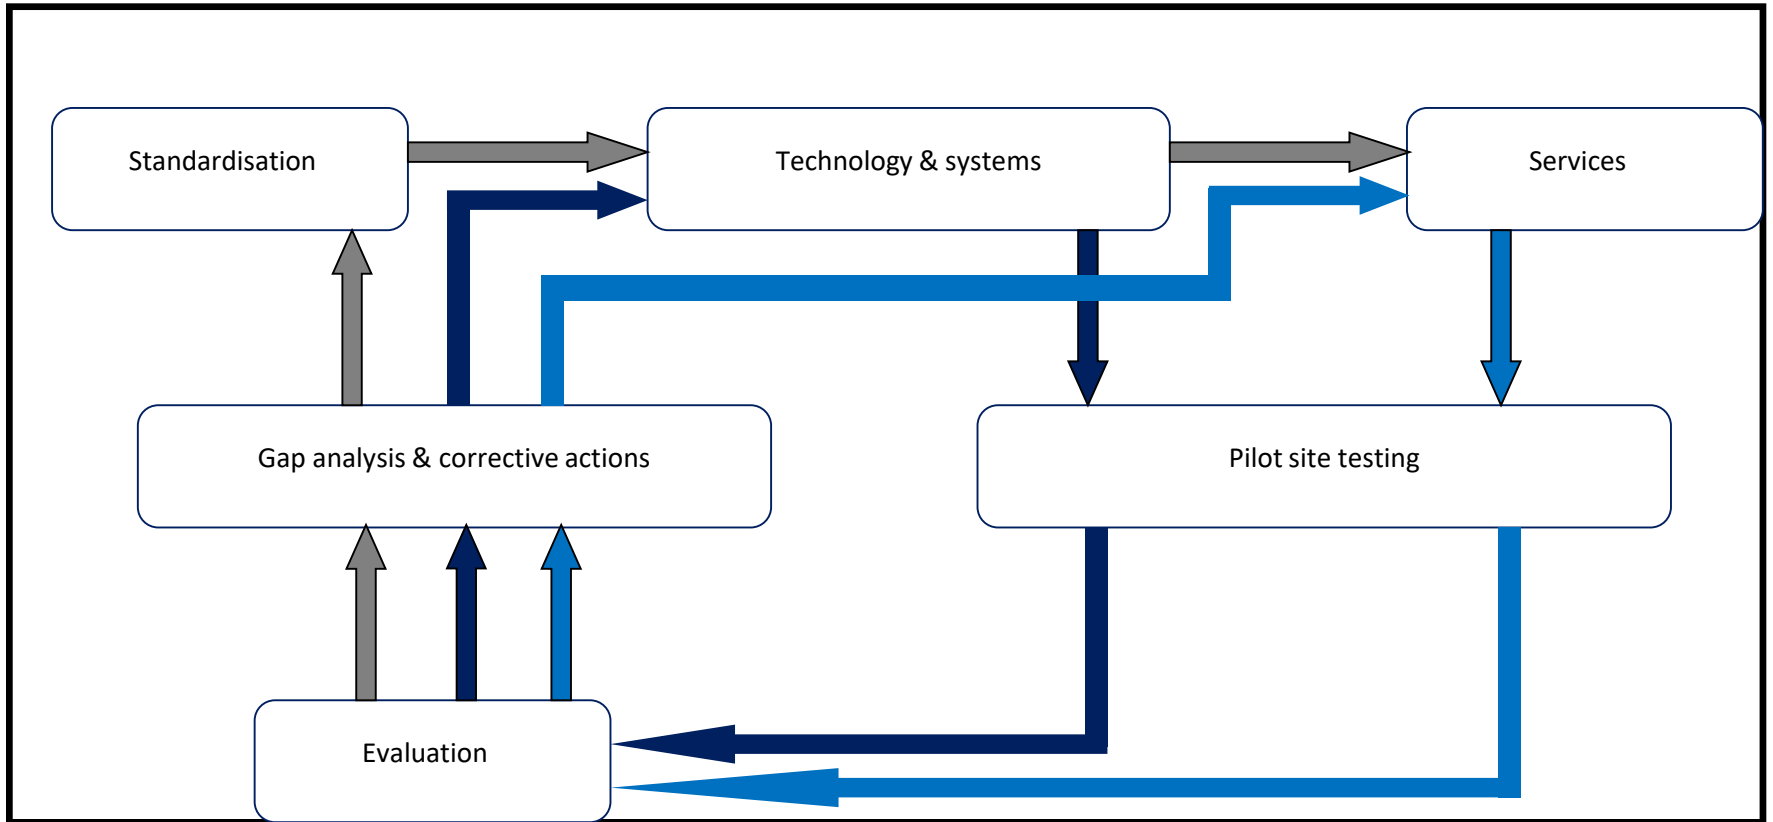 Standardisation
Technology & systems
Services
Gap analysis & corrective actions
Pilot site testing
Evaluation